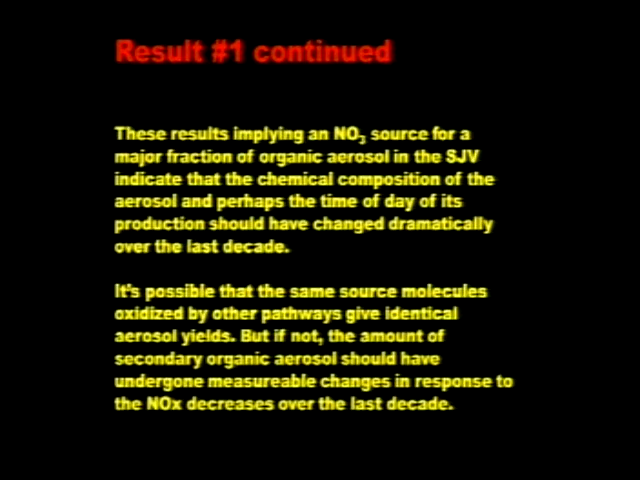 Result #1 continued
These results implying an NO₃ source for a
major fraction of organic aerosol in the SJV
indicate that the chemical composition of the
aerosol and perhaps the time of day of its
production should have changed dramatically
over the last decade.
It's possible that the same source molecules
oxidized by other pathways give identical
aerosol yields. But if not, the amount of
secondary organic aerosol should have
undergone measureable changes in response to
the NOx decreases over the last decade.